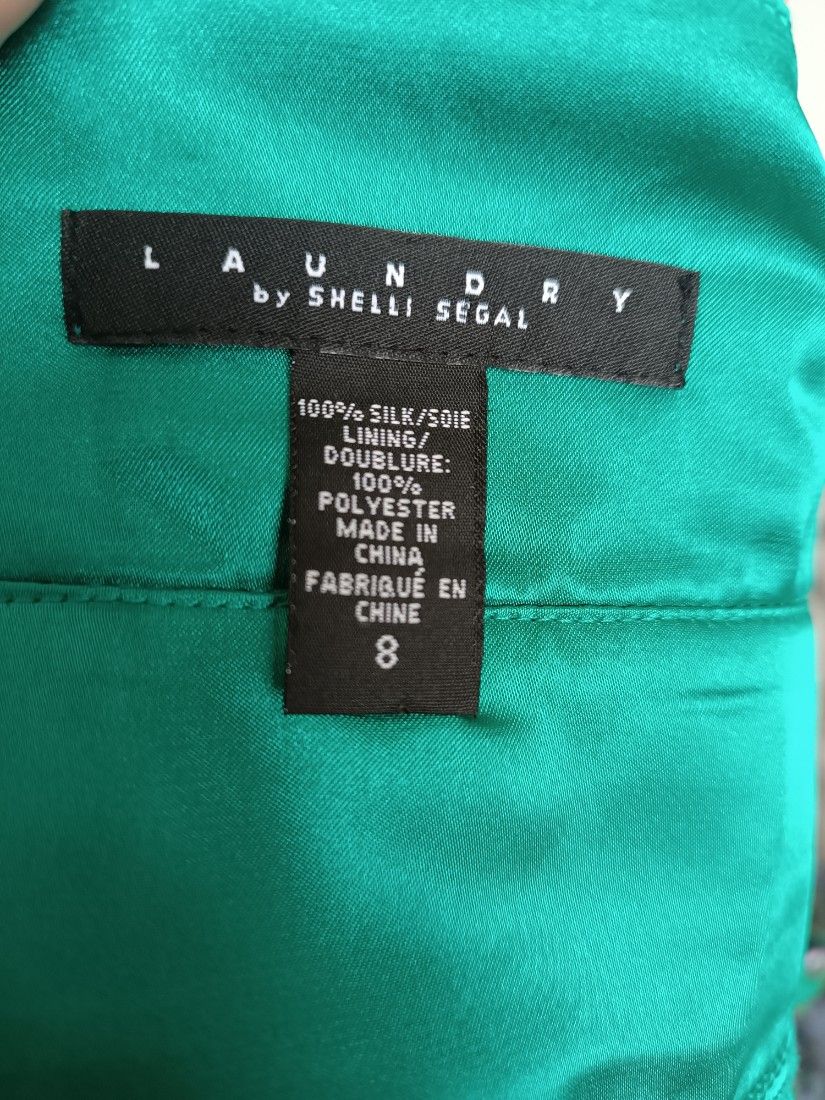 LAUNDRY
by SHELLI SEGAL
100% SILK/SOIE
LINING/
DOUBLURE:
100%
POLYESTER
MADE IN
CHINA
FABRIQUÉ EN
CHINE
8